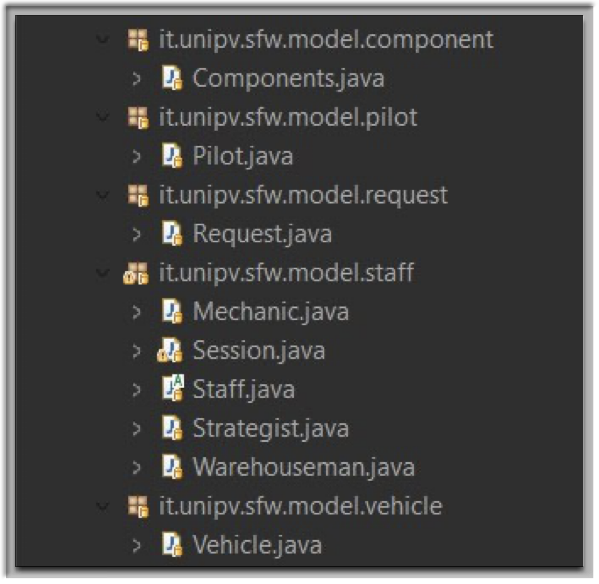 it.unipv.sfw.model.component
Components.java
it.unipv.sfw.model.pilot
Pilot.java
it.unipv.sfw.model.request
Request.java
it.unipv.sfw.model.staff
Mechanic.java
Session.java
Staff.java
Strategist.java
Warehouseman.java
it.unipv.sfw.model.vehicle
Vehicle.java